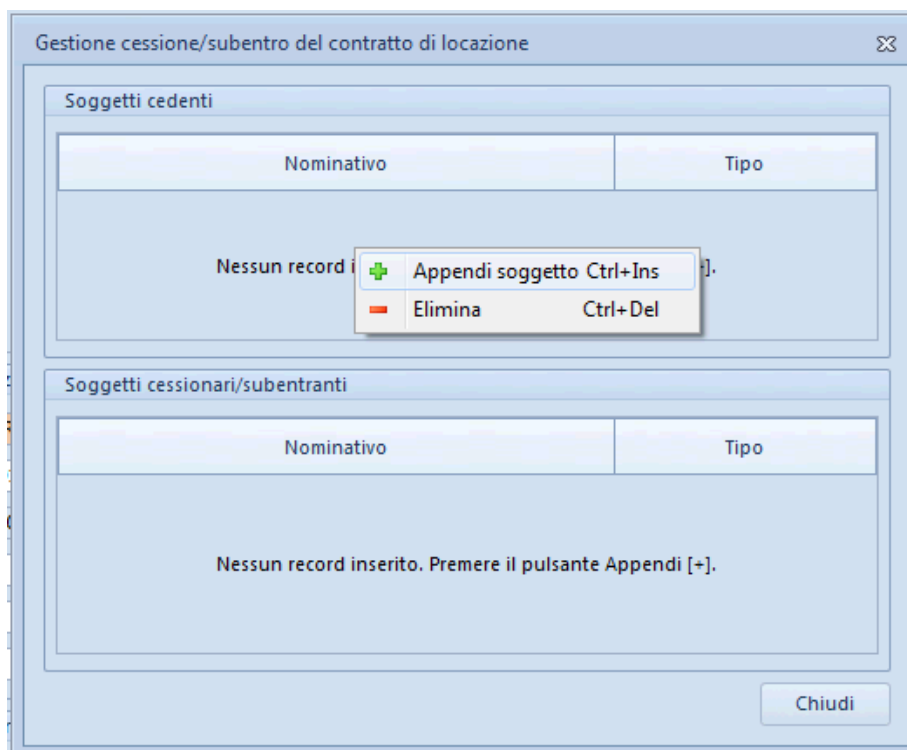 Gestione cessione/subentro del contratto di locazione
Soggetti cedenti
Nominativo Tipo
Nessun record i ].
Appendi soggetto Ctrl+Ins
Elimina Ctrl+Del
Soggetti cessionari/subentranti
Nominativo Tipo
Nessun record inserito. Premere il pulsante Appendi [+].
Chiudi